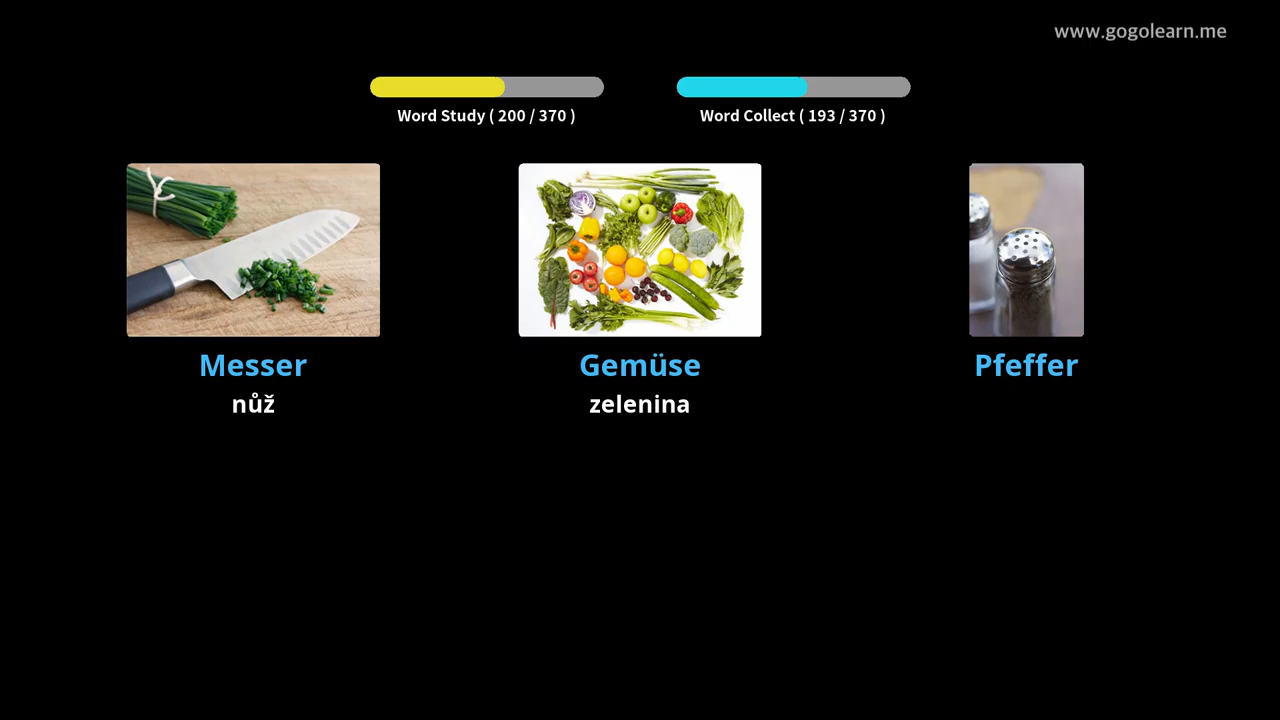 www.gogolearn.me
Word Study ( 200 / 370 )
Word Collect ( 193 / 370 )
Messer
nůž
Gemüse
zelenina
Pfeffer